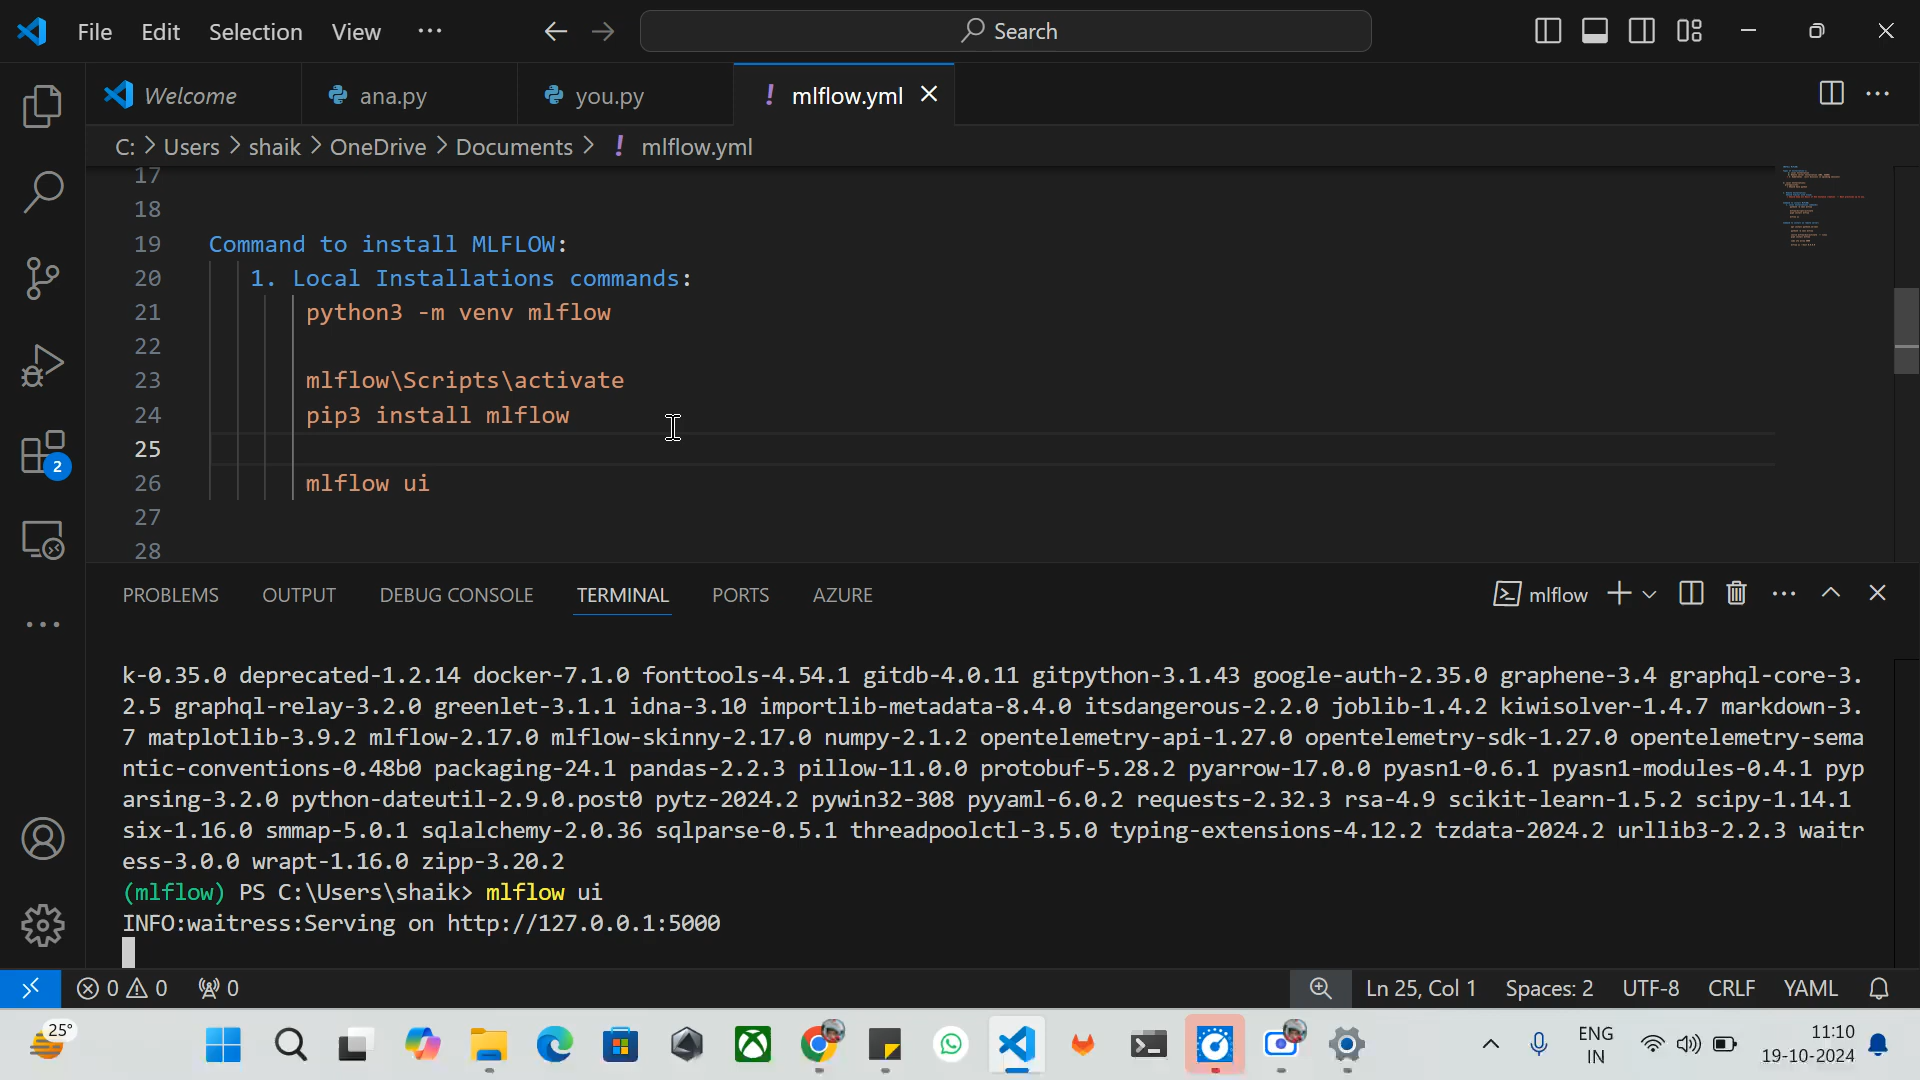 File Edit Selection View ··· Search
Welcome ana.py you.py ! mlflow.yml
C: > Users > shaik > OneDrive > Documents > ! mlflow.yml
17
18
19 Command to install MLFLOW:
20 1. Local Installations commands:
21 python3 -m venv mlflow
22
23 mlflow\Scripts\activate
24 pip3 install mlflow
25
26 mlflow ui
27
28
2
PROBLEMS OUTPUT DEBUG CONSOLE TERMINAL PORTS AZURE mlflow
k-0.35.0 deprecated-1.2.14 docker-7.1.0 fonttools-4.54.1 gitdb-4.0.11 gitpython-3.1.43 google-auth-2.35.0 graphene-3.4 graphql-core-3.
2.5 graphql-relay-3.2.0 greenlet-3.1.1 idna-3.10 importlib-metadata-8.4.0 itsdangerous-2.2.0 joblib-1.4.2 kiwisolver-1.4.7 markdown-3.
7 matplotlib-3.9.2 mlflow-2.17.0 mlflow-skinny-2.17.0 numpy-2.1.2 opentelemetry-api-1.27.0 opentelemetry-sdk-1.27.0 opentelemetry-sema
ntic-conventions-0.48b0 packaging-24.1 pandas-2.2.3 pillow-11.0.0 protobuf-5.28.2 pyarrow-17.0.0 pyasn1-0.6.1 pyasn1-modules-0.4.1 pyp
arsing-3.2.0 python-dateutil-2.9.0.post0 pytz-2024.2 pywin32-308 pyyaml-6.0.2 requests-2.32.3 rsa-4.9 scikit-learn-1.5.2 scipy-1.14.1
six-1.16.0 smmap-5.0.1 sqlalchemy-2.0.36 sqlparse-0.5.1 threadpoolctl-3.5.0 typing-extensions-4.12.2 tzdata-2024.2 urllib3-2.2.3 waitr
ess-3.0.0 wrapt-1.16.0 zipp-3.20.2
(mlflow) PS C:\Users\shaik> mlflow ui
INFO:waitress:Serving on http://127.0.0.1:5000
0 0 0 Ln 25, Col 1 Spaces: 2 UTF-8 CRLF YAML
25° ENG 11:10
IN 19-10-2024